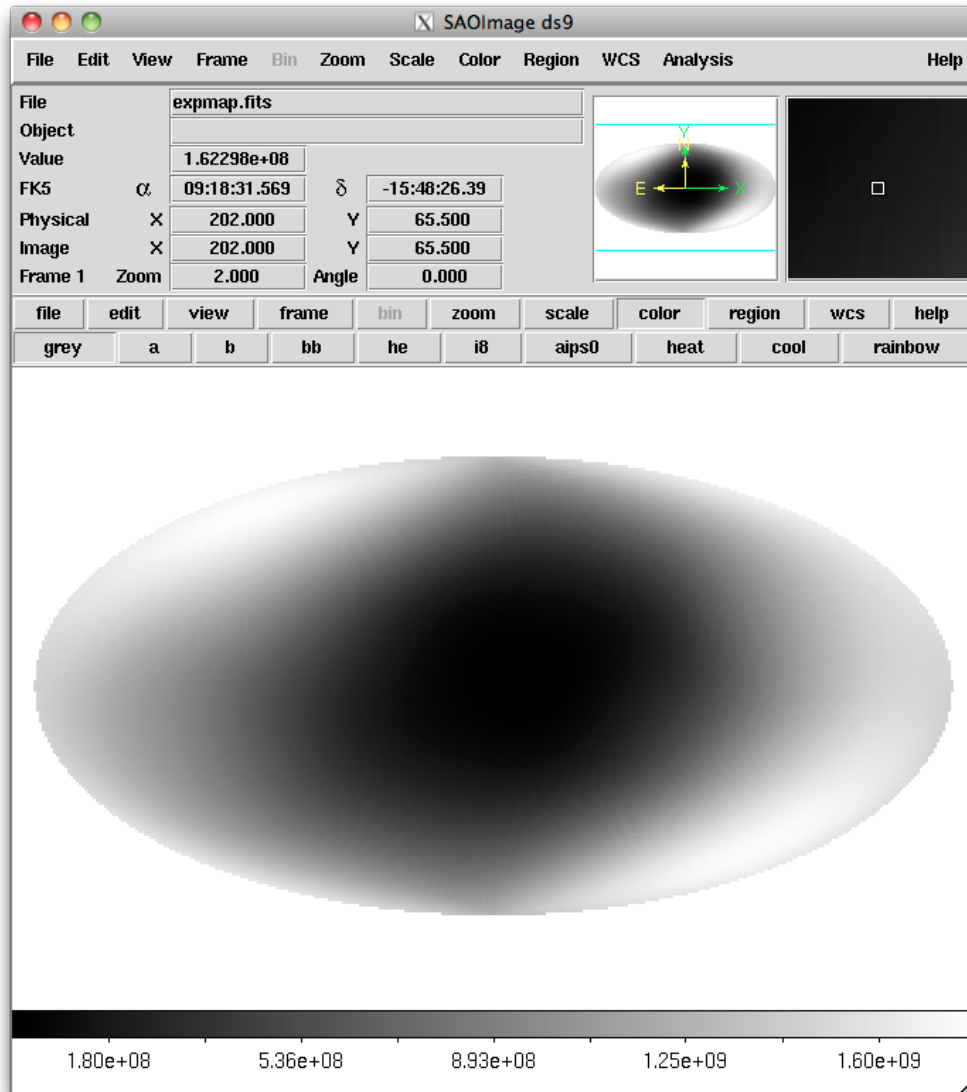 SAOImage ds9
File Edit View Frame Bin Zoom Scale Color Region WCS Analysis Help
File expmap.fits
Object
Value 1.62298e+08
FK5 α 09:18:31.569 δ -15:48:26.39
Physical X 202.000 Y 65.500
Image X 202.000 Y 65.500
Frame 1 Zoom 2.000 Angle 0.000
Y
N
E X
file edit view frame bin zoom scale color region wcs help
grey a b bb he i8 aips0 heat cool rainbow
1.80e+08 5.36e+08 8.93e+08 1.25e+09 1.60e+09